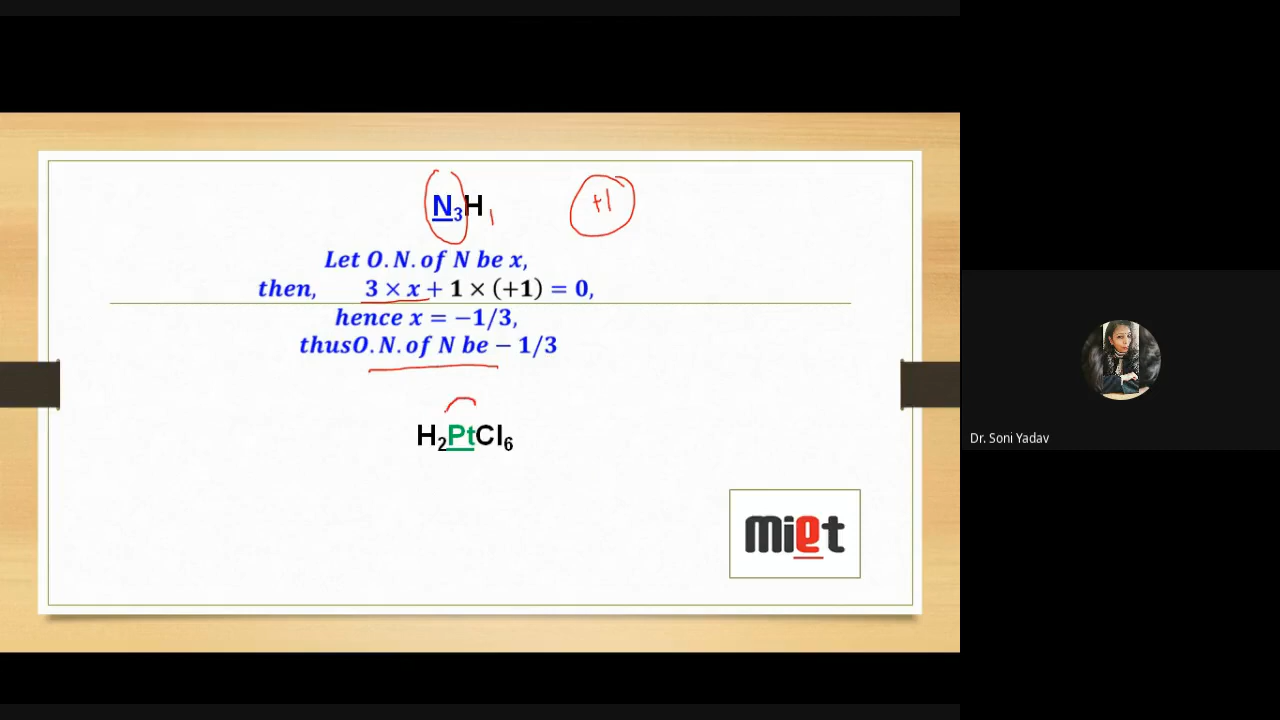 N₃H₁
+1
Let O.N.of N be x,
then, 3 × x + 1 × (+1) = 0,
hence x = −1/3,
thusO.N.of N be − 1/3
H₂PtCl₆
miet
Dr. Soni Yadav